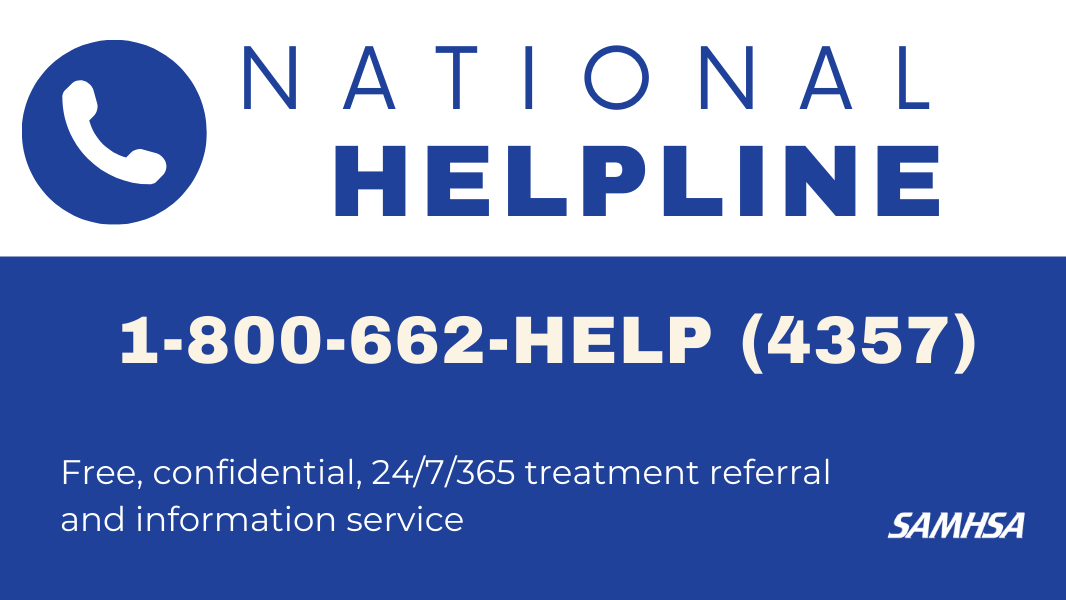 NATIONAL
HELPLINE
1-800-662-HELP (4357)
Free, confidential, 24/7/365 treatment referral
and information service
SAMHSA